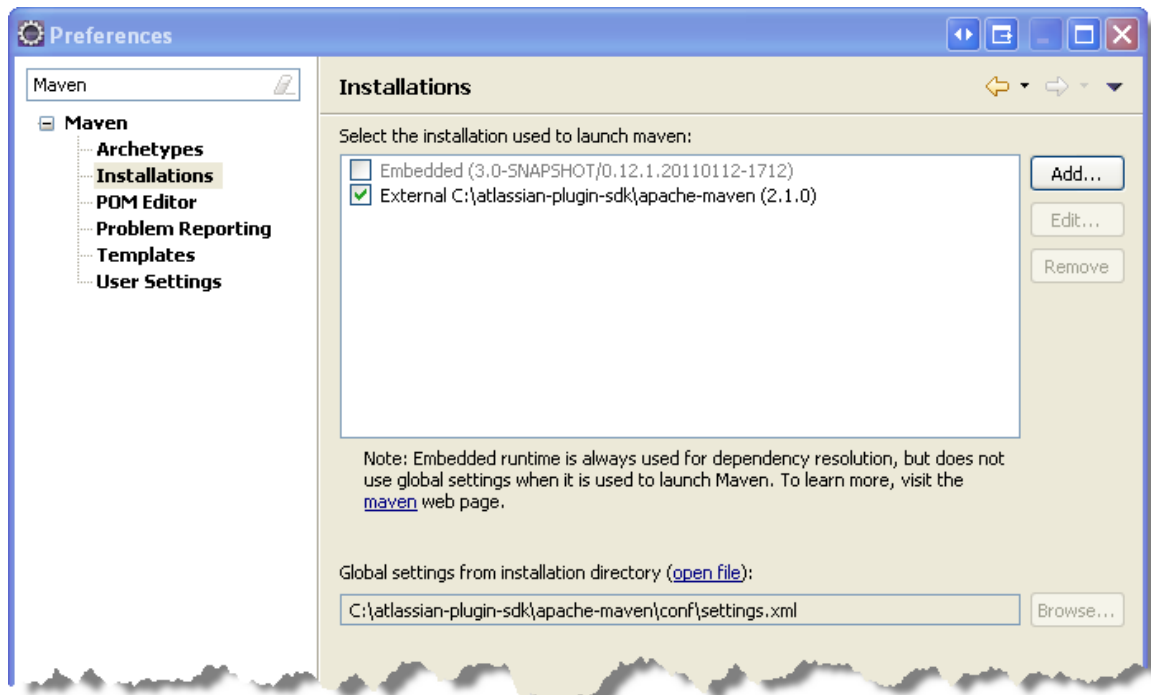 Preferences
Maven
Maven
Archetypes
Installations
POM Editor
Problem Reporting
Templates
User Settings
Installations
Select the installation used to launch maven:
Embedded (3.0-SNAPSHOT/0.12.1.20110112-1712)
External C:\atlassian-plugin-sdk\apache-maven (2.1.0)
Add...
Edit...
Remove
Note: Embedded runtime is always used for dependency resolution, but does not
use global settings when it is used to launch Maven. To learn more, visit the
maven web page.
Global settings from installation directory (open file):
C:\atlassian-plugin-sdk\apache-maven\conf\settings.xml
Browse...